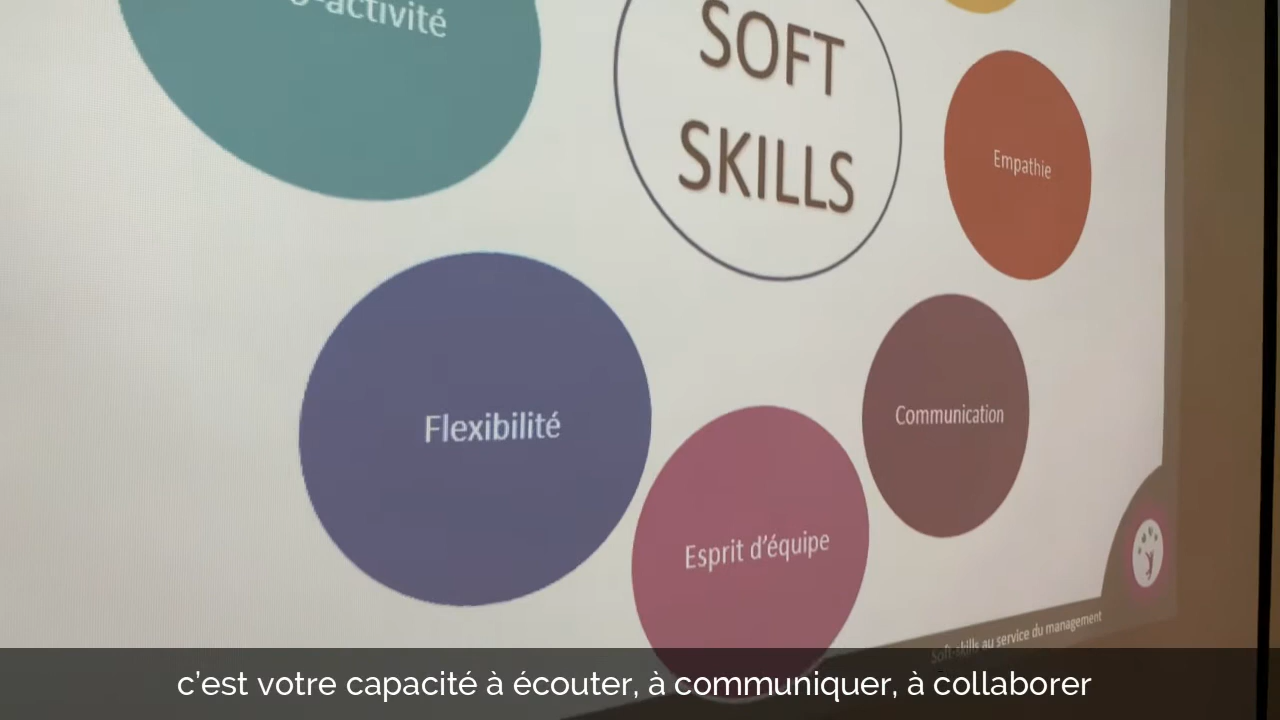 -activité
SOFT
SKILLS
Empathie
Flexibilité
Communication
Esprit d'équipe
Soft-skills au service du management
c'est votre capacité à écouter, à communiquer, à collaborer